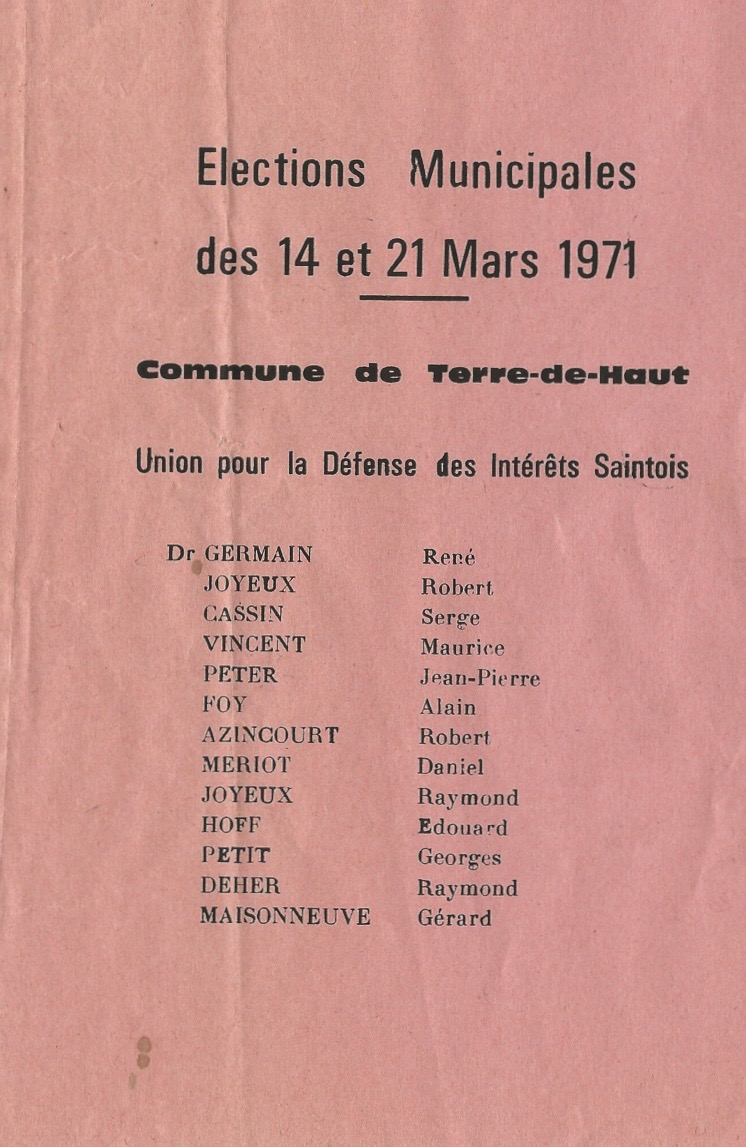 Elections Municipales
des 14 et 21 Mars 1971
Commune de Terre-de-Haut
Union pour la Défense des Intérêts Saintois
Dr GERMAIN René
JOYEUX Robert
CASSIN Serge
VINCENT Maurice
PETER Jean-Pierre
FOY Alain
AZINCOURT Robert
MERIOT Daniel
JOYEUX Raymond
HOFF Edouard
PETIT Georges
DEHER Raymond
MAISONNEUVE Gérard